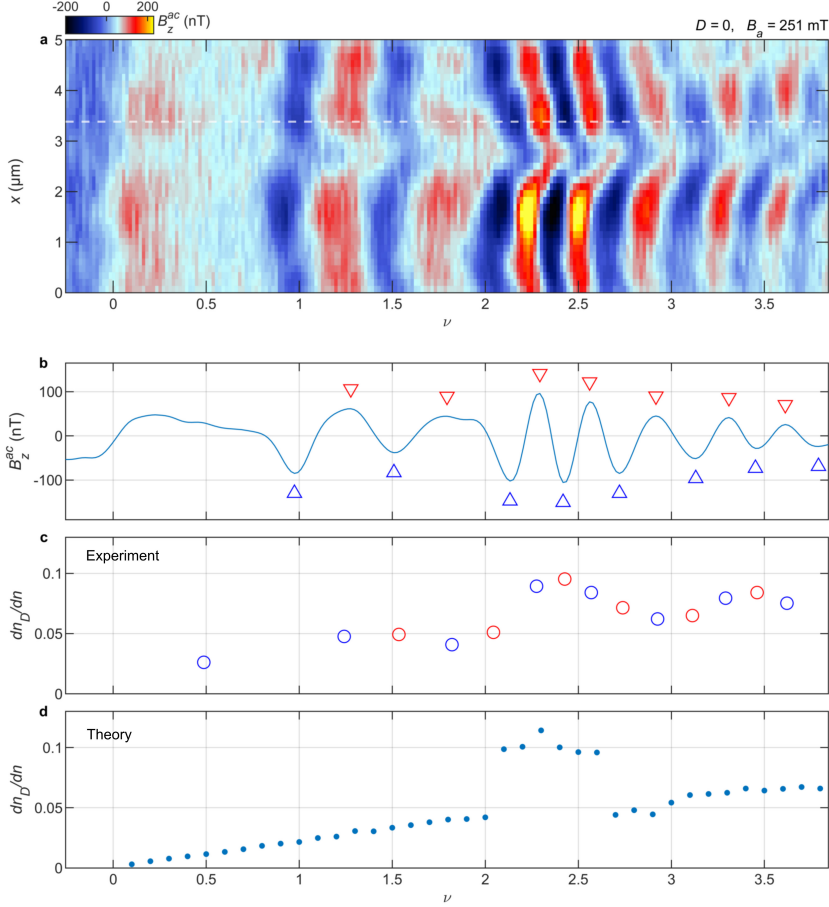 -200 0 200 B_z^ac (nT)
D = 0, B_a = 251 mT
a
5
4
3
2
1
0
x (μm)
0 0.5 1 1.5 2 2.5 3 3.5
ν
b
100
0
-100
B_z^ac (nT)
c
Experiment
0.1
0.05
0
dn_D/dn
d
Theory
0.1
0.05
0
dn_D/dn
0 0.5 1 1.5 2 2.5 3 3.5
ν